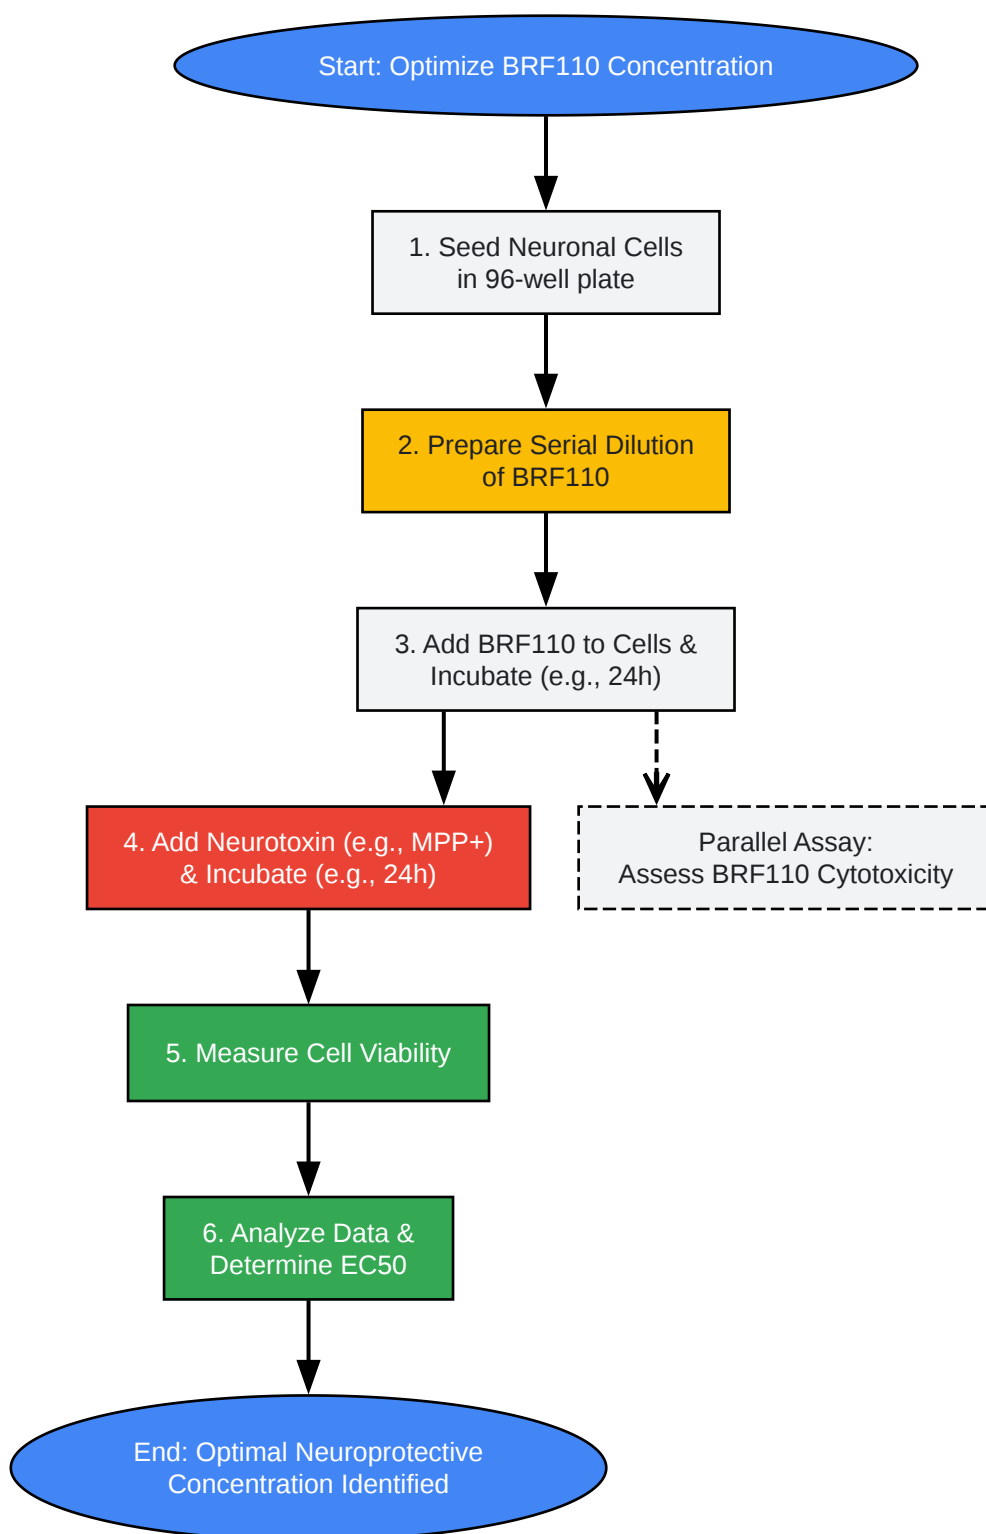 Start: Optimize BRF110 Concentration
1. Seed Neuronal Cells
in 96-well plate
2. Prepare Serial Dilution
of BRF110
3. Add BRF110 to Cells &
Incubate (e.g., 24h)
4. Add Neurotoxin (e.g., MPP+)
& Incubate (e.g., 24h)
Parallel Assay:
Assess BRF110 Cytotoxicity
5. Measure Cell Viability
6. Analyze Data &
Determine EC50
End: Optimal Neuroprotective
Concentration Identified